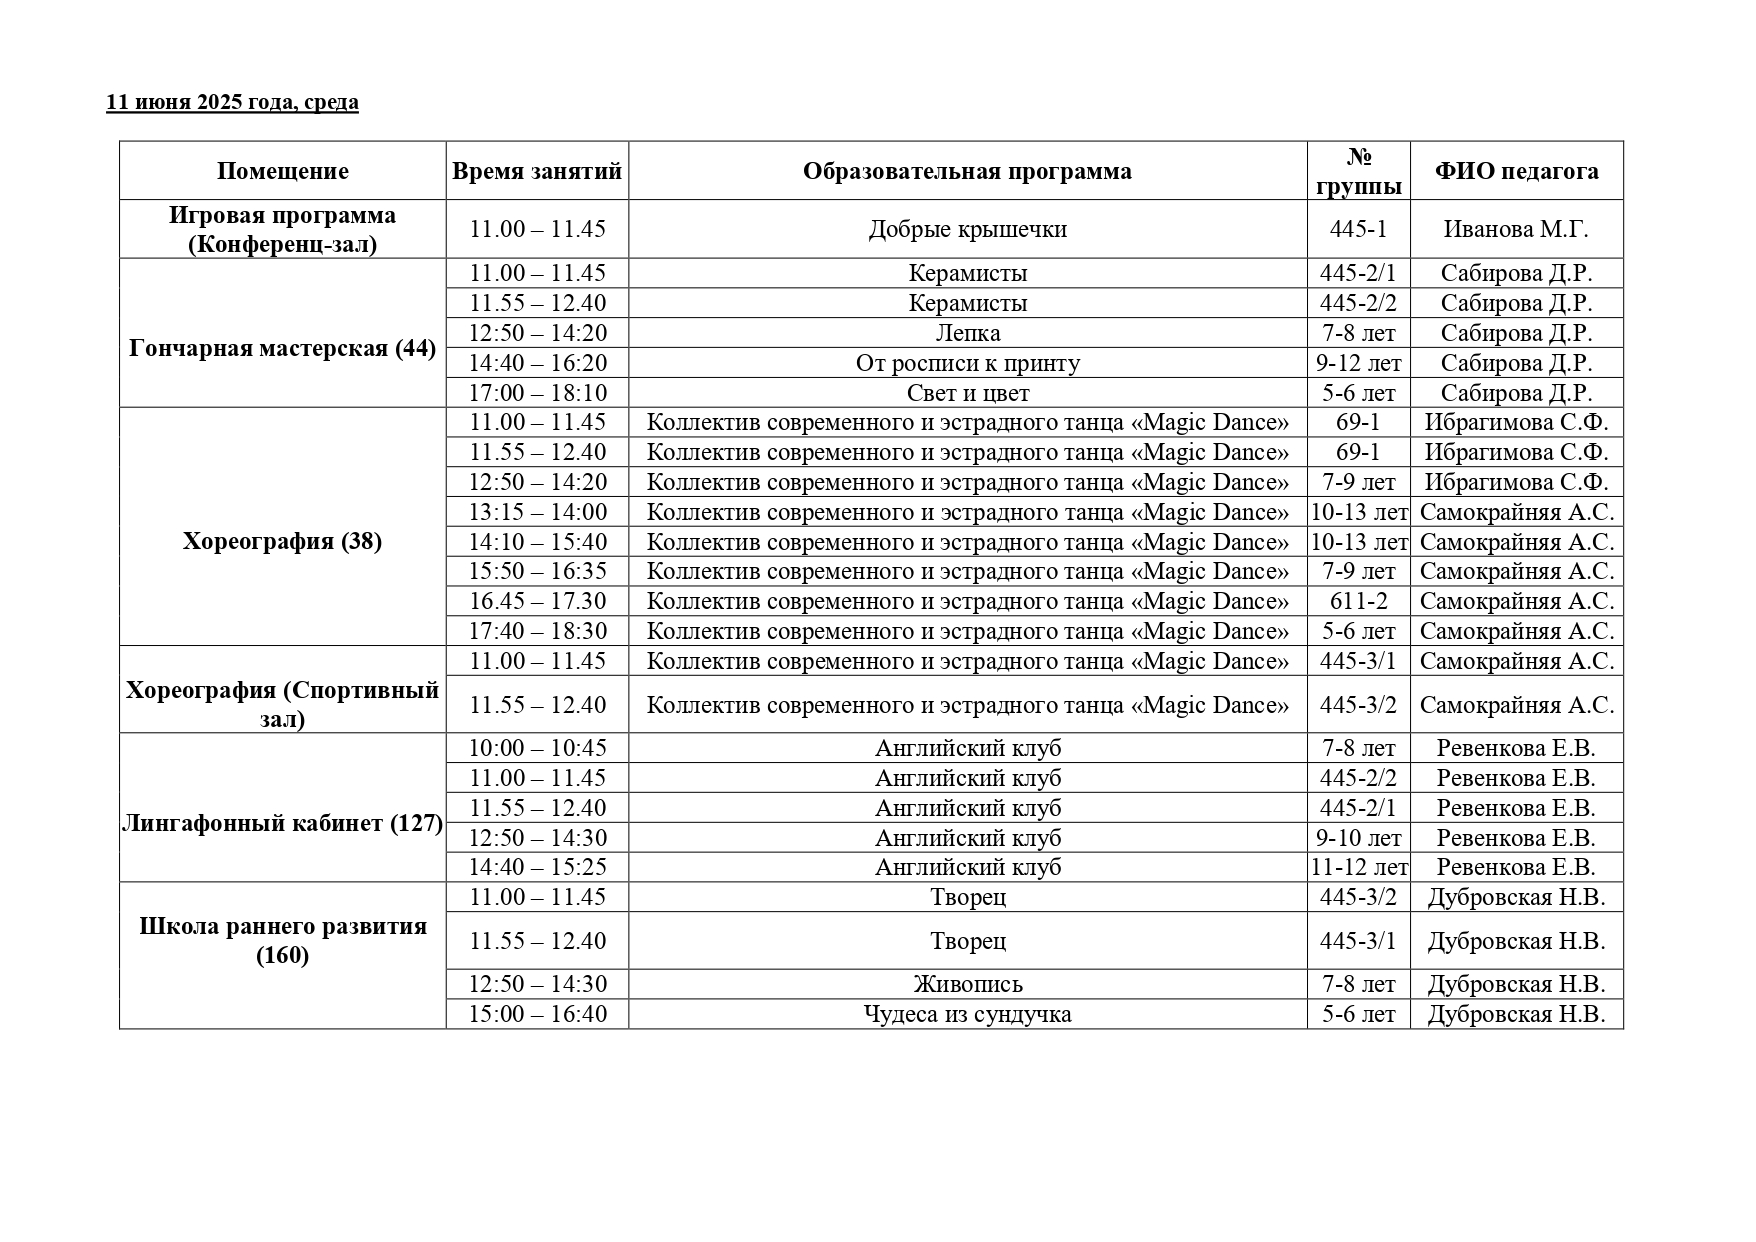 11 июня 2025 года, среда
Помещение Время занятий Образовательная программа № группы ФИО педагога
Игровая программа (Конференц-зал) 11.00 – 11.45 Добрые крышечки 445-1 Иванова М.Г.
Гончарная мастерская (44) 11.00 – 11.45 Керамисты 445-2/1 Сабирова Д.Р.
11.55 – 12.40 Керамисты 445-2/2 Сабирова Д.Р.
12:50 – 14:20 Лепка 7-8 лет Сабирова Д.Р.
14:40 – 16:20 От росписи к принту 9-12 лет Сабирова Д.Р.
17:00 – 18:10 Свет и цвет 5-6 лет Сабирова Д.Р.
Хореография (38) 11.00 – 11.45 Коллектив современного и эстрадного танца «Magic Dance» 69-1 Ибрагимова С.Ф.
11.55 – 12.40 Коллектив современного и эстрадного танца «Magic Dance» 69-1 Ибрагимова С.Ф.
12:50 – 14:20 Коллектив современного и эстрадного танца «Magic Dance» 7-9 лет Ибрагимова С.Ф.
13:15 – 14:00 Коллектив современного и эстрадного танца «Magic Dance» 10-13 лет Самокрайняя А.С.
14:10 – 15:40 Коллектив современного и эстрадного танца «Magic Dance» 10-13 лет Самокрайняя А.С.
15:50 – 16:35 Коллектив современного и эстрадного танца «Magic Dance» 7-9 лет Самокрайняя А.С.
16.45 – 17.30 Коллектив современного и эстрадного танца «Magic Dance» 611-2 Самокрайняя А.С.
17:40 – 18:30 Коллектив современного и эстрадного танца «Magic Dance» 5-6 лет Самокрайняя А.С.
Хореография (Спортивный зал) 11.00 – 11.45 Коллектив современного и эстрадного танца «Magic Dance» 445-3/1 Самокрайняя А.С.
11.55 – 12.40 Коллектив современного и эстрадного танца «Magic Dance» 445-3/2 Самокрайняя А.С.
Лингафонный кабинет (127) 10:00 – 10:45 Английский клуб 7-8 лет Ревенкова Е.В.
11.00 – 11.45 Английский клуб 445-2/2 Ревенкова Е.В.
11.55 – 12.40 Английский клуб 445-2/1 Ревенкова Е.В.
12:50 – 14:30 Английский клуб 9-10 лет Ревенкова Е.В.
14:40 – 15:25 Английский клуб 11-12 лет Ревенкова Е.В.
Школа раннего развития (160) 11.00 – 11.45 Творец 445-3/2 Дубровская Н.В.
11.55 – 12.40 Творец 445-3/1 Дубровская Н.В.
12:50 – 14:30 Живопись 7-8 лет Дубровская Н.В.
15:00 – 16:40 Чудеса из сундучка 5-6 лет Дубровская Н.В.